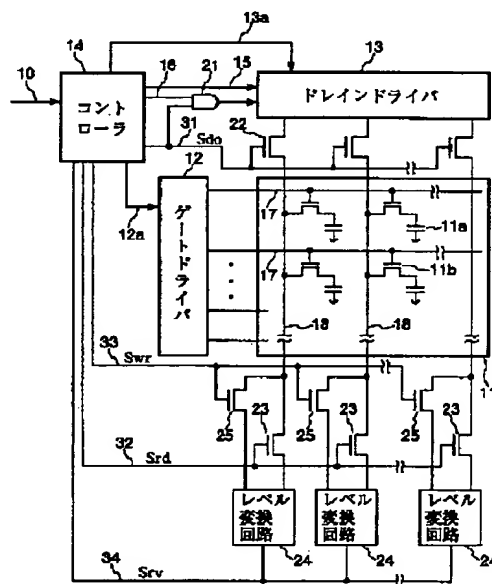 13a
14
16
21
15
13
10
コント
ローラ
ドレインドライバ
22
31
Sdo
12
17
11a
12a
ゲートドライバ
17
11b
18
18
33
Swr
11
23
23
23
25
25
25
32
Srd
レベル
変換
回路
レベル
変換
回路
レベル
変換
回路
34
Srv
24
24
24